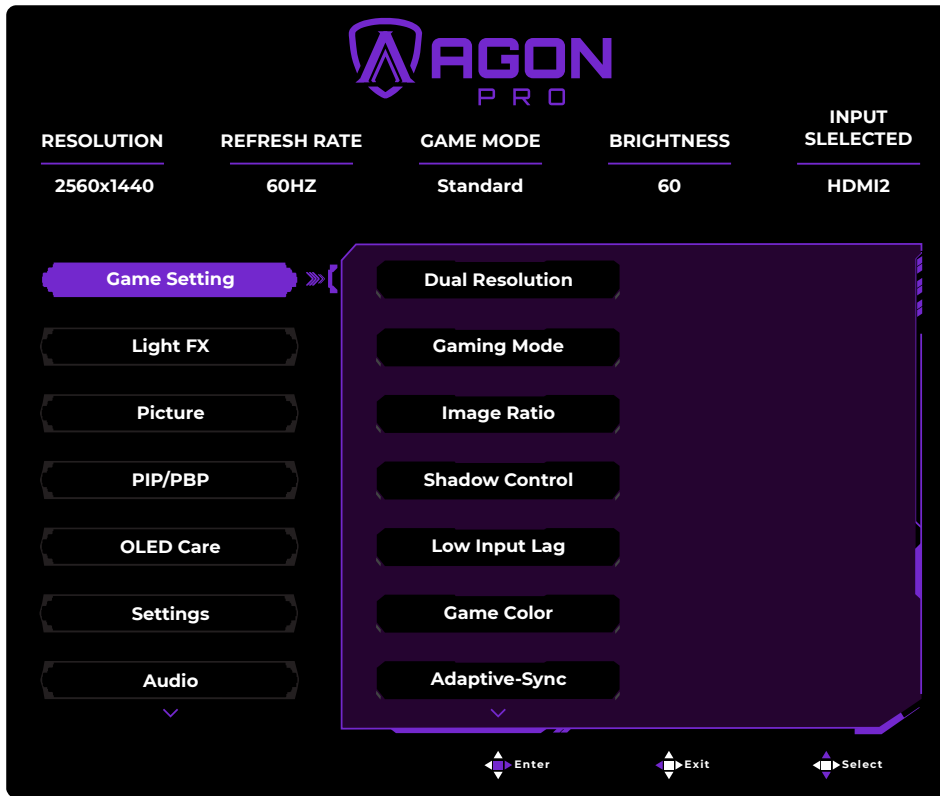 AGON
PRO
RESOLUTION
REFRESH RATE
GAME MODE
BRIGHTNESS
INPUT
SLELECTED
2560x1440
60HZ
Standard
60
HDMI2
Game Setting
Light FX
Picture
PIP/PBP
OLED Care
Settings
Audio
Dual Resolution
Gaming Mode
Image Ratio
Shadow Control
Low Input Lag
Game Color
Adaptive-Sync
Enter
Exit
Select